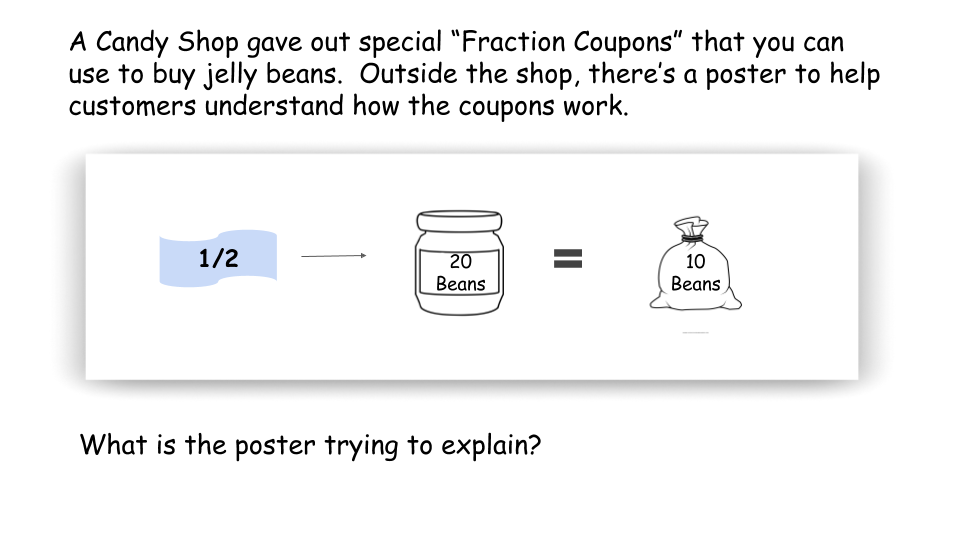 A Candy Shop gave out special “Fraction Coupons” that you can
use to buy jelly beans.  Outside the shop, there’s a poster to help
customers understand how the coupons work.
1/2
20
Beans
=
10
Beans
What is the poster trying to explain?